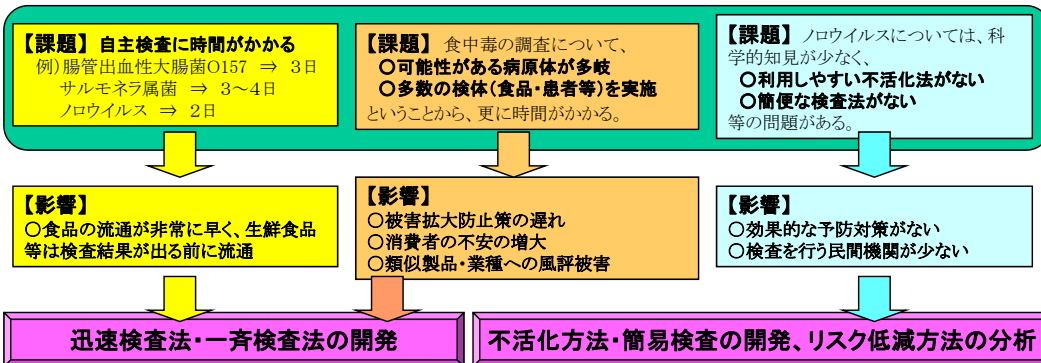 【課題】 自主検査に時間がかかる
例)腸管出血性大腸菌O157 ⇒ 3日
サルモネラ属菌 ⇒ 3～4日
ノロウイルス ⇒ 2日
【課題】 食中毒の調査について、
○可能性がある病原体が多岐
○多数の検体(食品・患者等)を実施
ということから、更に時間がかかる。
【課題】 ノロウイルスについては、科
学的知見が少なく、
○利用しやすい不活化法がない
○簡便な検査法がない
等の問題がある。
【影響】
○食品の流通が非常に早く、生鮮食品
等は検査結果が出る前に流通
【影響】
○被害拡大防止策の遅れ
○消費者の不安の増大
○類似製品・業種への風評被害
【影響】
○効果的な予防対策がない
○検査を行う民間機関が少ない
迅速検査法・一斉検査法の開発
不活化方法・簡易検査の開発、リスク低減方法の分析